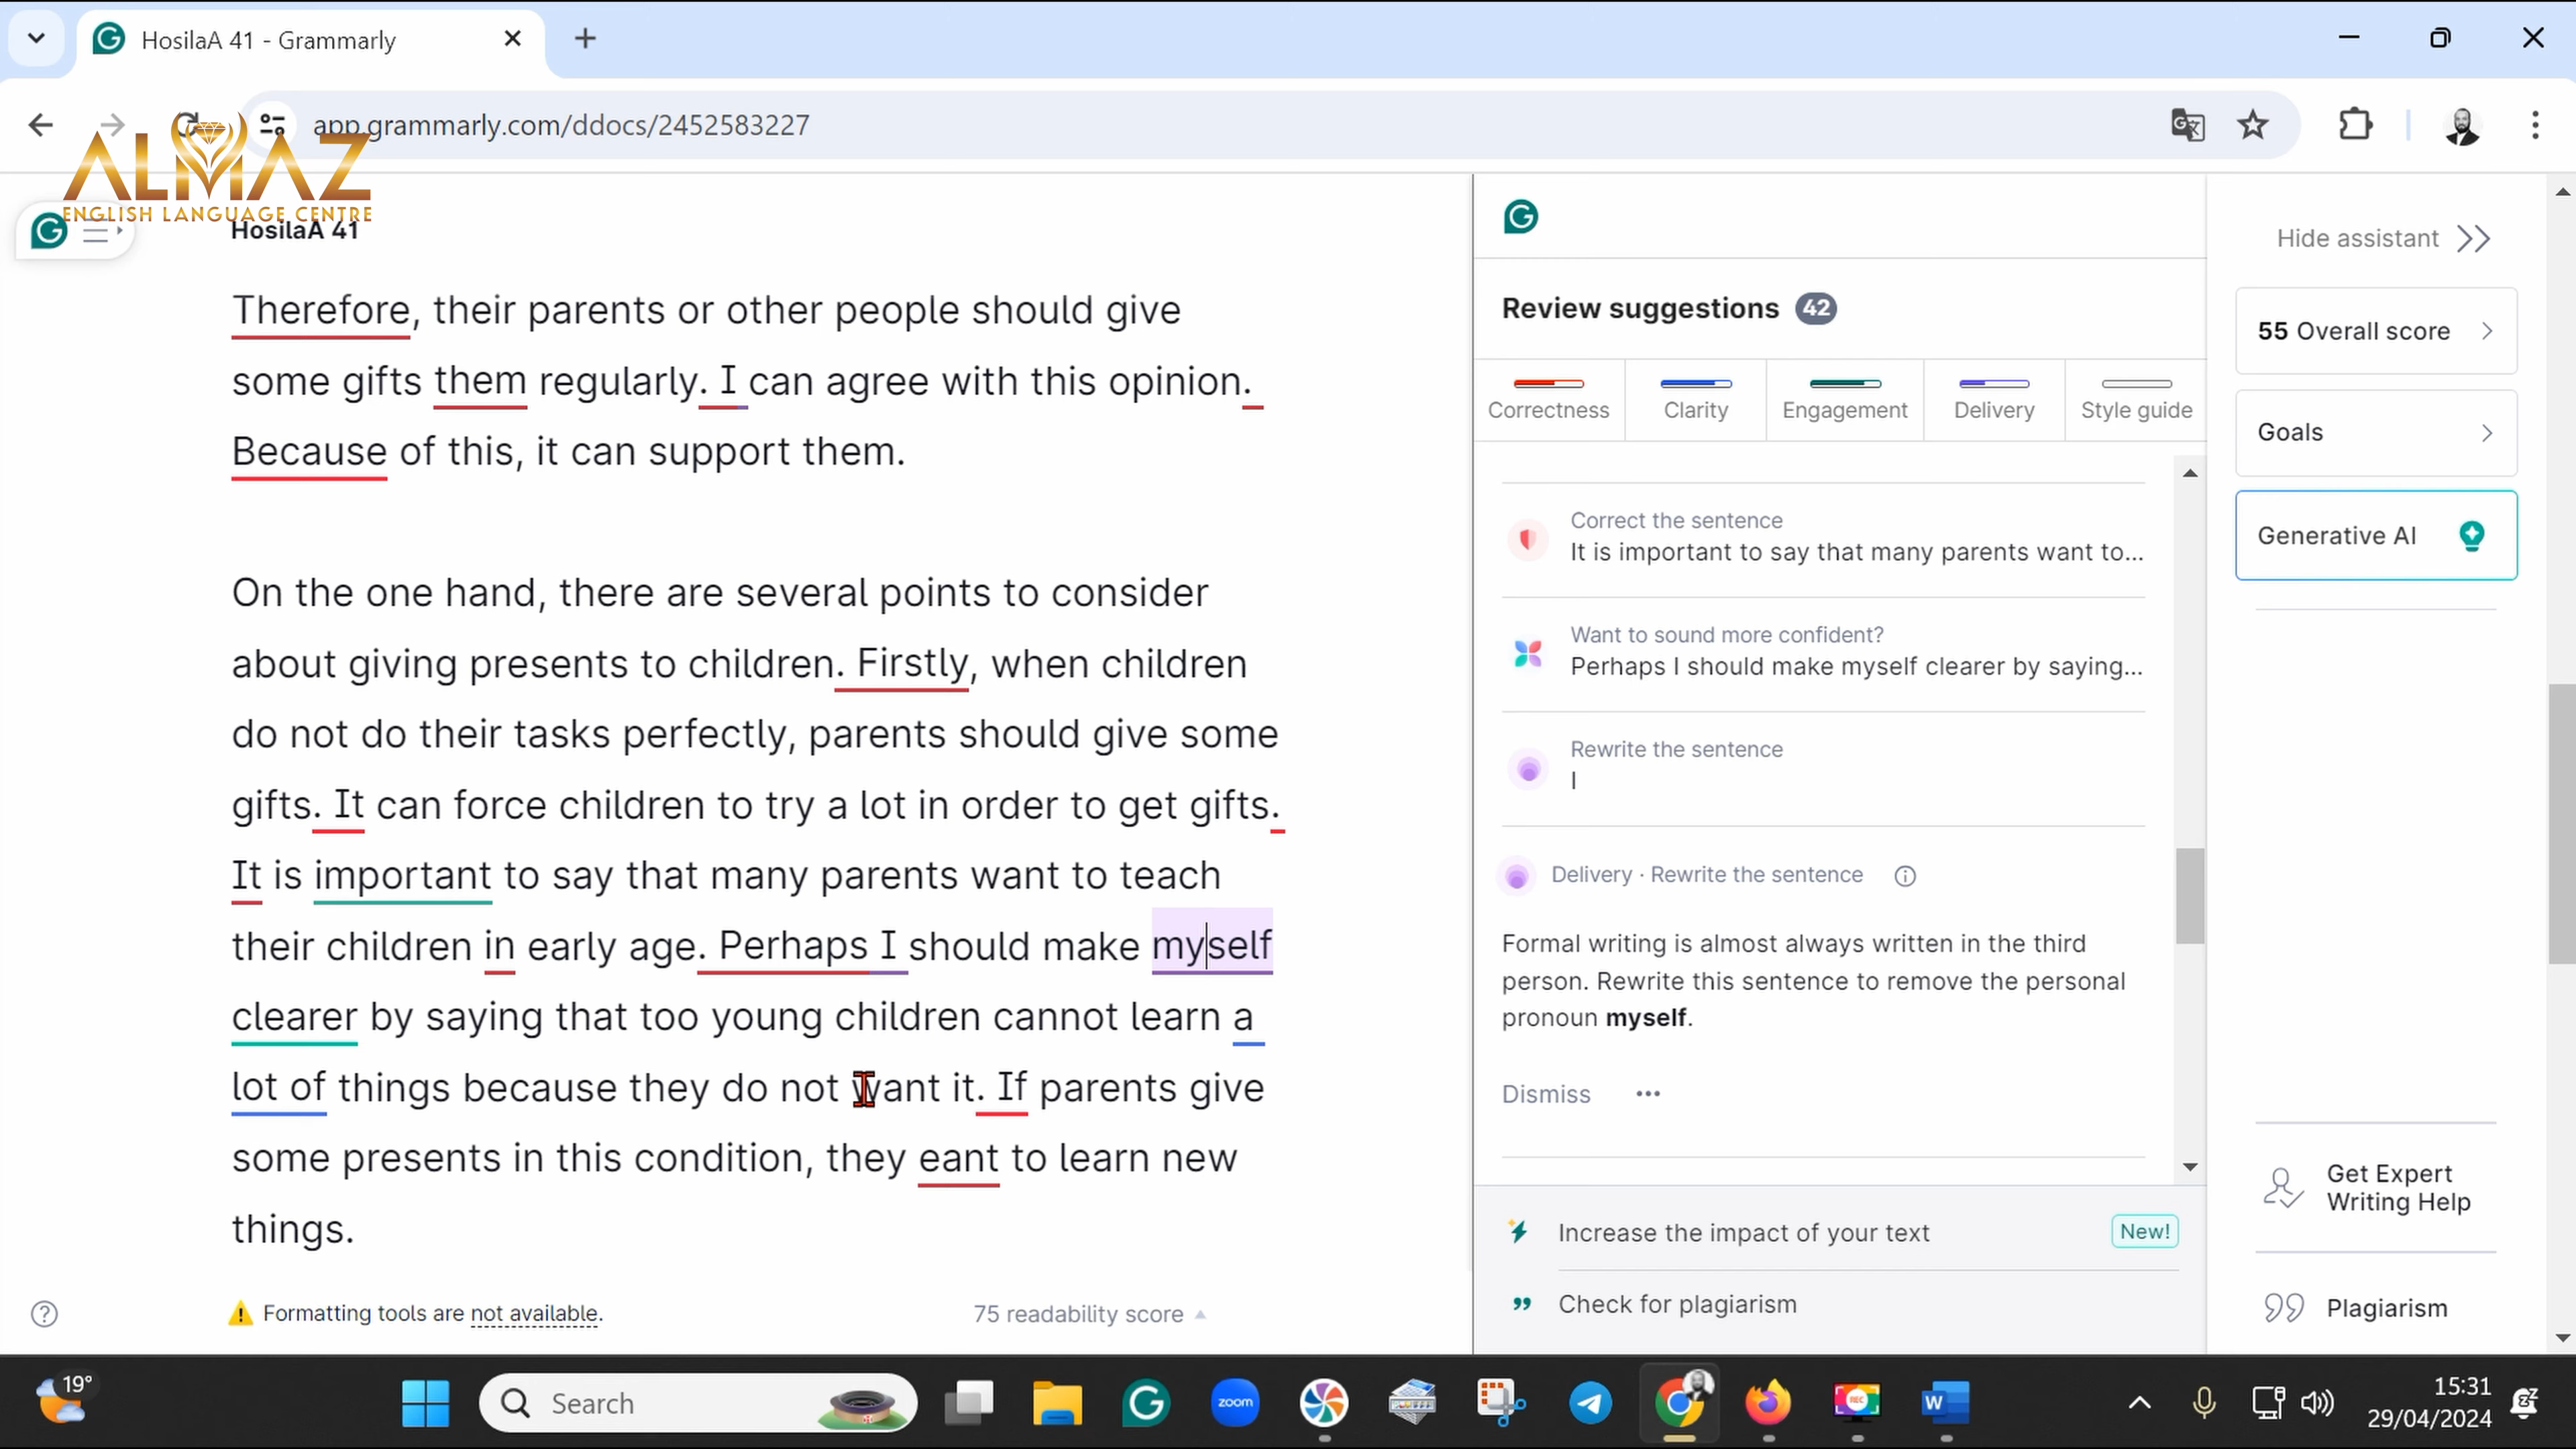 HosilaA 41 - Grammarly
app.grammarly.com/ddocs/2452583227
ALMAZ
ENGLISH LANGUAGE CENTRE
HosilaA 41
Therefore, their parents or other people should give
some gifts them regularly. I can agree with this opinion.
Because of this, it can support them.
On the one hand, there are several points to consider
about giving presents to children. Firstly, when children
do not do their tasks perfectly, parents should give some
gifts. It can force children to try a lot in order to get gifts.
It is important to say that many parents want to teach
their children in early age. Perhaps I should make myself
clearer by saying that too young children cannot learn a
lot of things because they do not want it. If parents give
some presents in this condition, they eant to learn new
things.
Formatting tools are not available.
75 readability score
Review suggestions 42
Correctness
Clarity
Engagement
Delivery
Style guide
Correct the sentence
It is important to say that many parents want to...
Want to sound more confident?
Perhaps I should make myself clearer by saying...
Rewrite the sentence
I
Delivery · Rewrite the sentence
Formal writing is almost always written in the third
person. Rewrite this sentence to remove the personal
pronoun myself.
Dismiss
Increase the impact of your text
New!
Check for plagiarism
Hide assistant
55 Overall score
Goals
Generative AI
Get Expert
Writing Help
Plagiarism
19°
Search
zoom
REC
W
15:31
29/04/2024